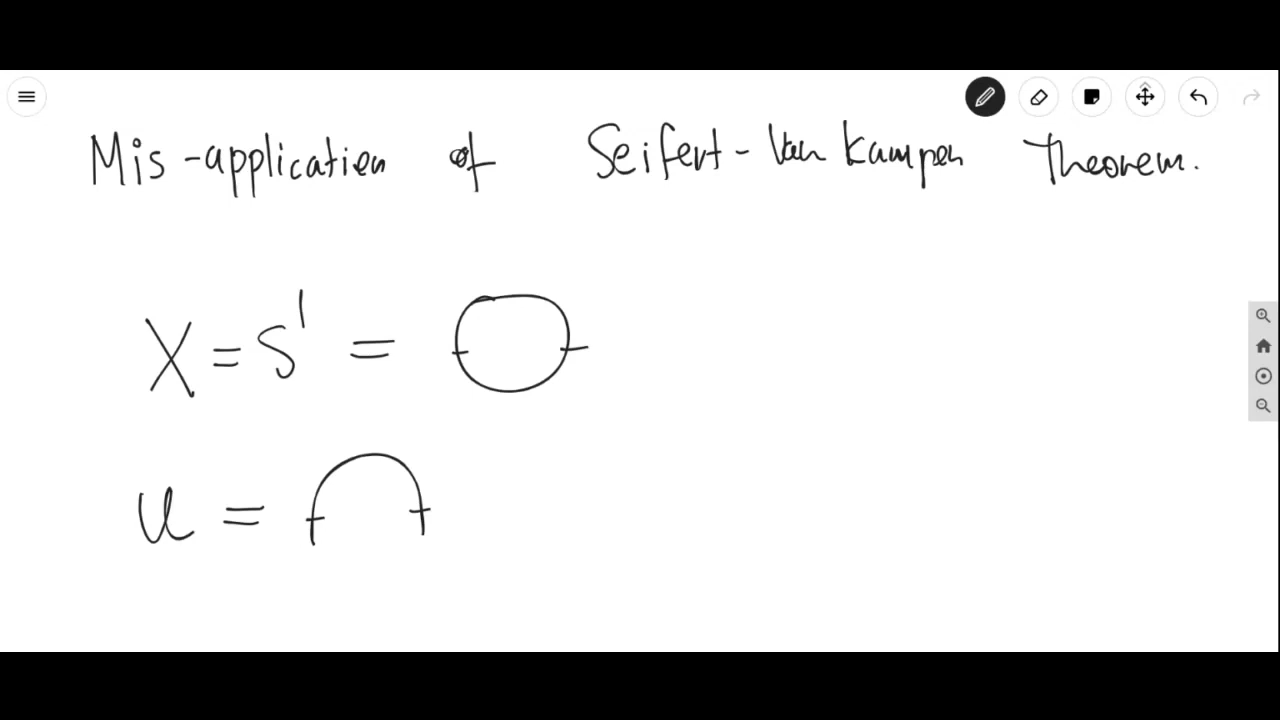 Mis-application of Seifert-Van Kampen Theorem.
X = S¹ =
U =